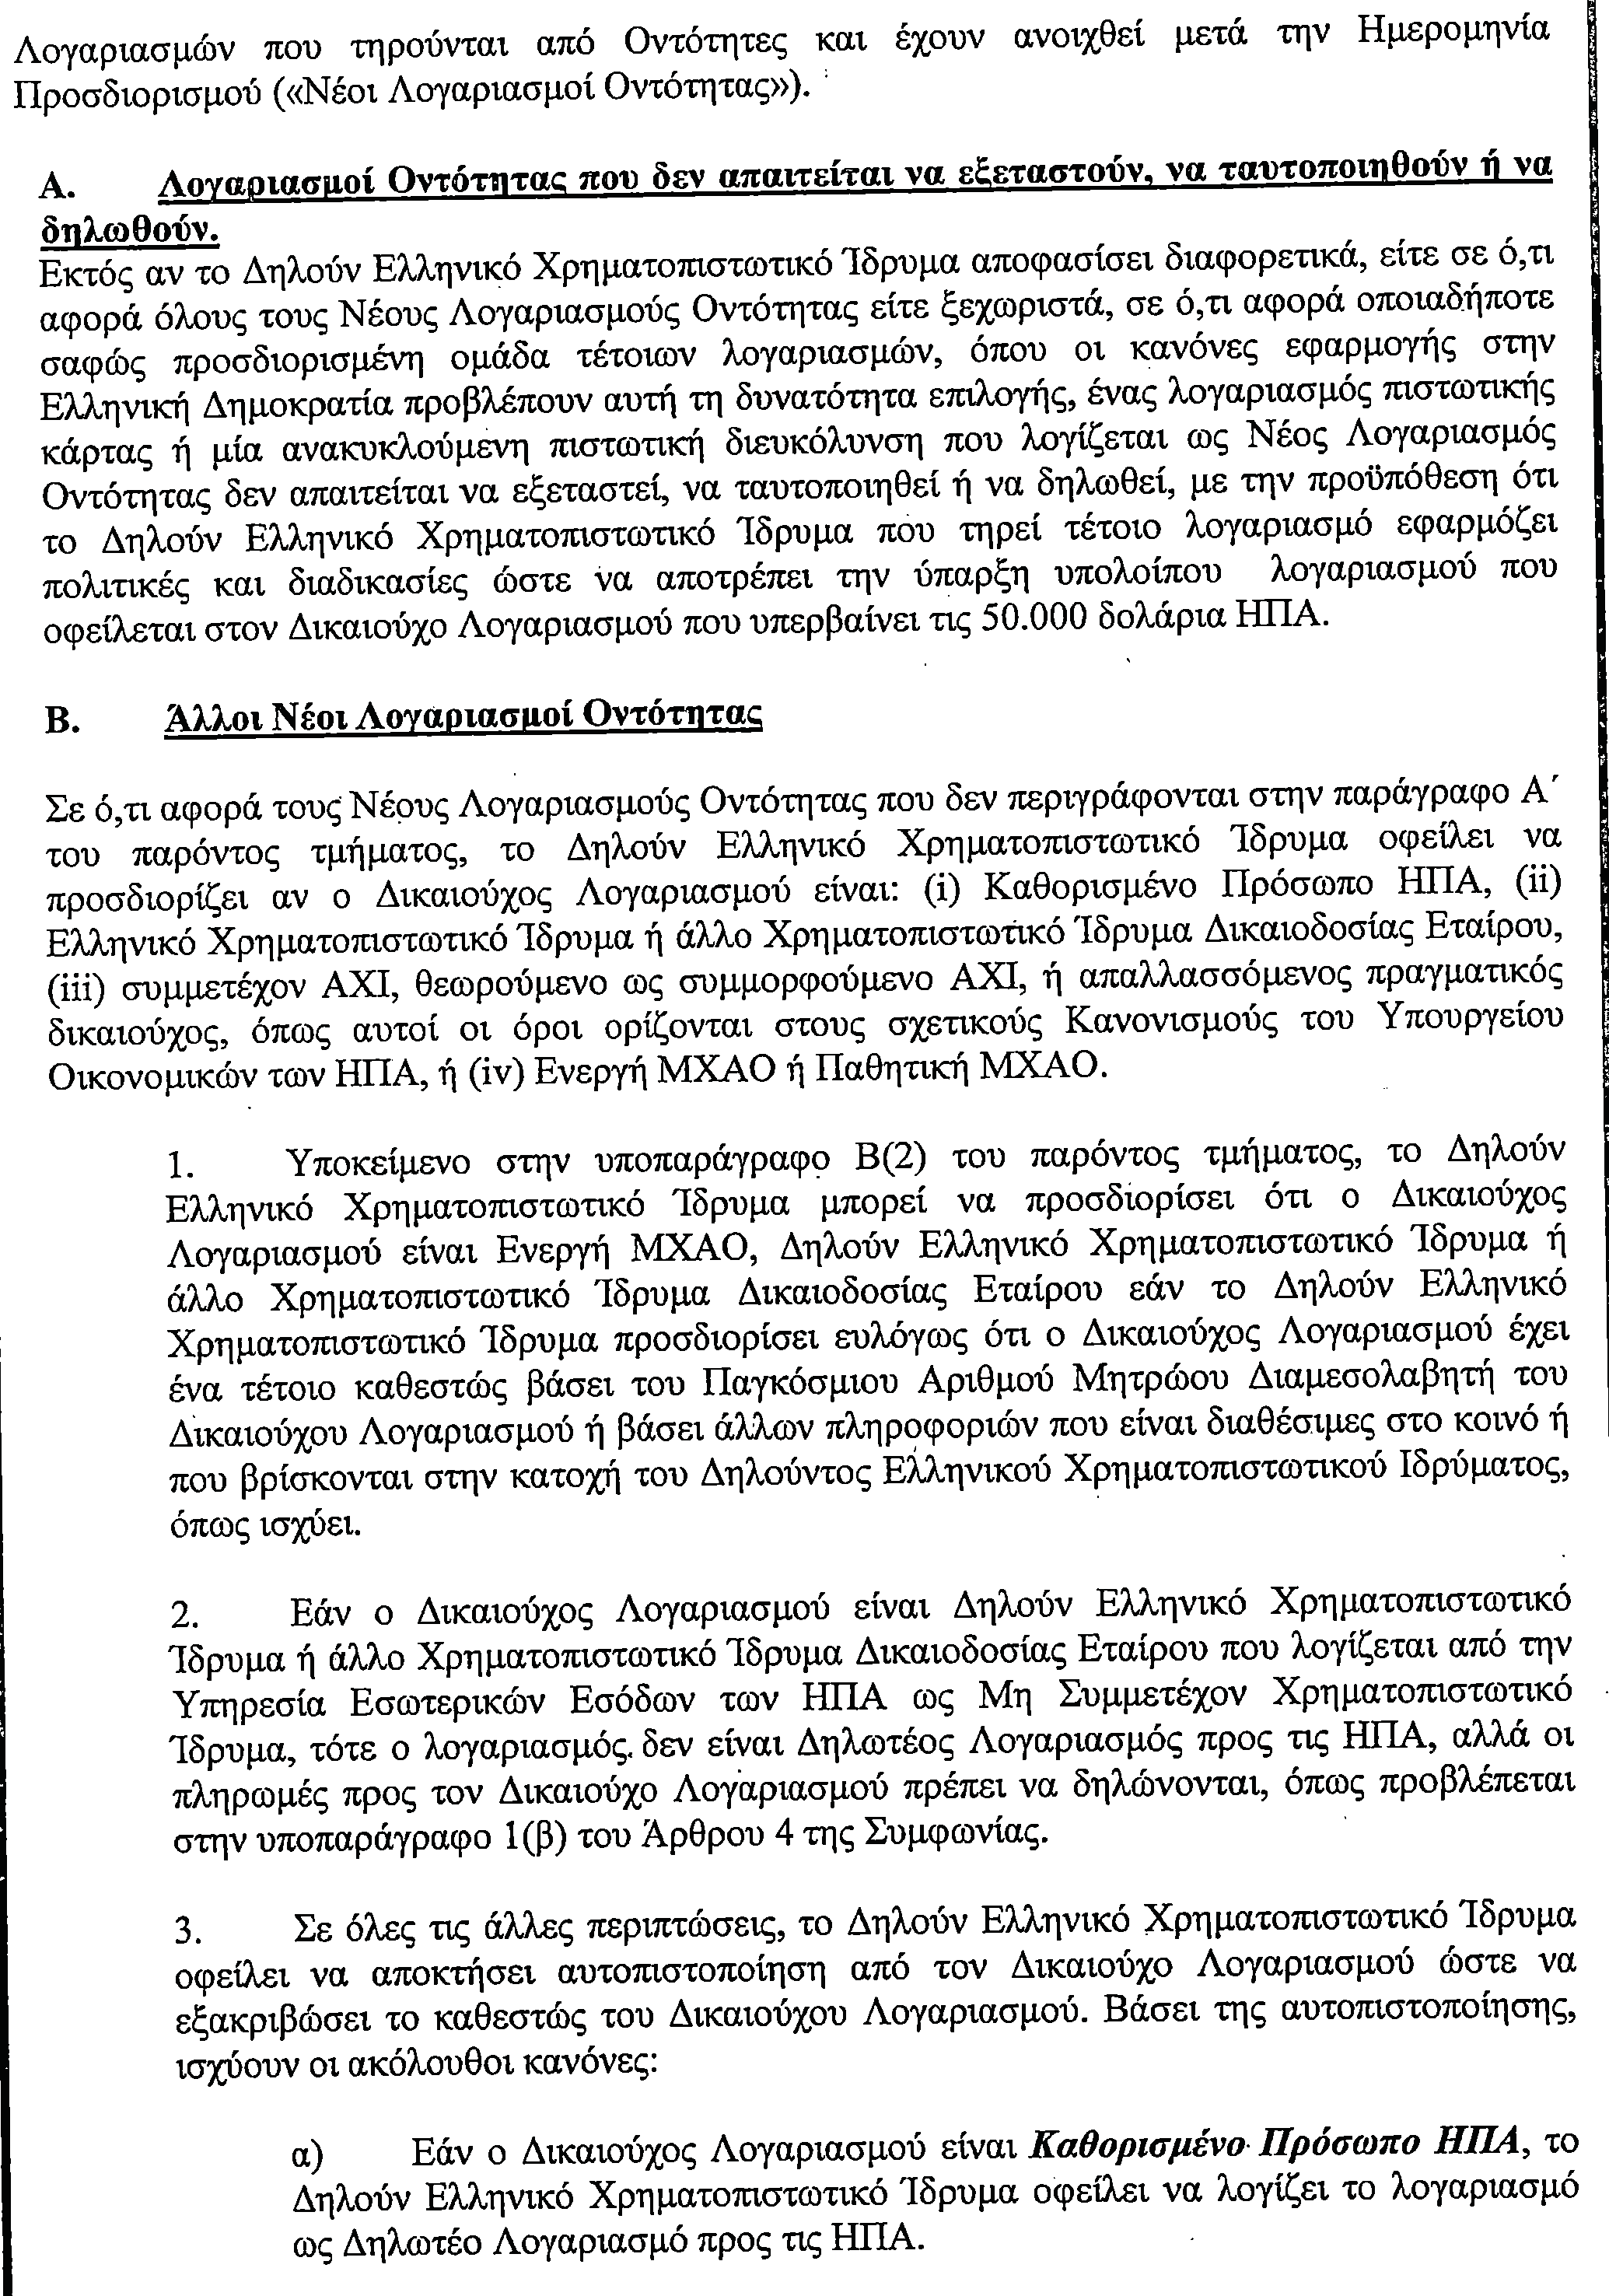 Λογαριασμών που τηρούνται από Οντότητες και έχουν ανοιχθεί μετά την Ημερομηνία
Προσδιορισμού («Νέοι Λογαριασμοί Οντότητας»).
Α. Λογαριασμοί Οντότητας που δεν απαιτείται να εξεταστούν, να ταυτοποιηθούν ή να
δηλωθούν.
Εκτός αν το Δηλούν Ελληνικό Χρηματοπιστωτικό Ίδρυμα αποφασίσει διαφορετικά, είτε σε ό,τι
αφορά όλους τους Νέους Λογαριασμούς Οντότητας είτε ξεχωριστά, σε ό,τι αφορά οποιαδήποτε
σαφώς προσδιορισμένη ομάδα τέτοιων λογαριασμών, όπου οι κανόνες εφαρμογής στην
Ελληνική Δημοκρατία προβλέπουν αυτή τη δυνατότητα επιλογής, ένας λογαριασμός πιστωτικής
κάρτας ή μία ανακυκλούμενη πιστωτική διευκόλυνση που λογίζεται ως Νέος Λογαριασμός
Οντότητας δεν απαιτείται να εξεταστεί, να ταυτοποιηθεί ή να δηλωθεί, με την προϋπόθεση ότι
το Δηλούν Ελληνικό Χρηματοπιστωτικό Ίδρυμα που τηρεί τέτοιο λογαριασμό εφαρμόζει
πολιτικές και διαδικασίες ώστε να αποτρέπει την ύπαρξη υπολοίπου λογαριασμού που
οφείλεται στον Δικαιούχο Λογαριασμού που υπερβαίνει τις 50.000 δολάρια ΗΠΑ.
Β. Άλλοι Νέοι Λογαριασμοί Οντότητας
Σε ό,τι αφορά τους Νέους Λογαριασμούς Οντότητας που δεν περιγράφονται στην παράγραφο Α΄
του παρόντος τμήματος, το Δηλούν Ελληνικό Χρηματοπιστωτικό Ίδρυμα οφείλει να
προσδιορίζει αν ο Δικαιούχος Λογαριασμού είναι: (i) Καθορισμένο Πρόσωπο ΗΠΑ, (ii)
Ελληνικό Χρηματοπιστωτικό Ίδρυμα ή άλλο Χρηματοπιστωτικό Ίδρυμα Δικαιοδοσίας Εταίρου,
(iii) συμμετέχον ΑΧΙ, θεωρούμενο ως συμμορφούμενο ΑΧΙ, ή απαλλασσόμενος πραγματικός
δικαιούχος, όπως αυτοί οι όροι ορίζονται στους σχετικούς Κανονισμούς του Υπουργείου
Οικονομικών των ΗΠΑ, ή (iv) Ενεργή ΜΧΑΟ ή Παθητική ΜΧΑΟ.
1. Υποκείμενο στην υποπαράγραφο Β(2) του παρόντος τμήματος, το Δηλούν
Ελληνικό Χρηματοπιστωτικό Ίδρυμα μπορεί να προσδιορίσει ότι ο Δικαιούχος
Λογαριασμού είναι Ενεργή ΜΧΑΟ, Δηλούν Ελληνικό Χρηματοπιστωτικό Ίδρυμα ή
άλλο Χρηματοπιστωτικό Ίδρυμα Δικαιοδοσίας Εταίρου εάν το Δηλούν Ελληνικό
Χρηματοπιστωτικό Ίδρυμα προσδιορίσει ευλόγως ότι ο Δικαιούχος Λογαριασμού έχει
ένα τέτοιο καθεστώς βάσει του Παγκόσμιου Αριθμού Μητρώου Διαμεσολαβητή του
Δικαιούχου Λογαριασμού ή βάσει άλλων πληροφοριών που είναι διαθέσιμες στο κοινό ή
που βρίσκονται στην κατοχή του Δηλούντος Ελληνικού Χρηματοπιστωτικού Ιδρύματος,
όπως ισχύει.
2. Εάν ο Δικαιούχος Λογαριασμού είναι Δηλούν Ελληνικό Χρηματοπιστωτικό
Ίδρυμα ή άλλο Χρηματοπιστωτικό Ίδρυμα Δικαιοδοσίας Εταίρου που λογίζεται από την
Υπηρεσία Εσωτερικών Εσόδων των ΗΠΑ ως Μη Συμμετέχον Χρηματοπιστωτικό
Ίδρυμα, τότε ο λογαριασμός δεν είναι Δηλωτέος Λογαριασμός προς τις ΗΠΑ, αλλά οι
πληρωμές προς τον Δικαιούχο Λογαριασμού πρέπει να δηλώνονται, όπως προβλέπεται
στην υποπαράγραφο 1(β) του Άρθρου 4 της Συμφωνίας.
3. Σε όλες τις άλλες περιπτώσεις, το Δηλούν Ελληνικό Χρηματοπιστωτικό Ίδρυμα
οφείλει να αποκτήσει αυτοπιστοποίηση από τον Δικαιούχο Λογαριασμού ώστε να
εξακριβώσει το καθεστώς του Δικαιούχου Λογαριασμού. Βάσει της αυτοπιστοποίησης,
ισχύουν οι ακόλουθοι κανόνες:
α) Εάν ο Δικαιούχος Λογαριασμού είναι Καθορισμένο Πρόσωπο ΗΠΑ, το
Δηλούν Ελληνικό Χρηματοπιστωτικό Ίδρυμα οφείλει να λογίζει το λογαριασμό
ως Δηλωτέο Λογαριασμό προς τις ΗΠΑ.